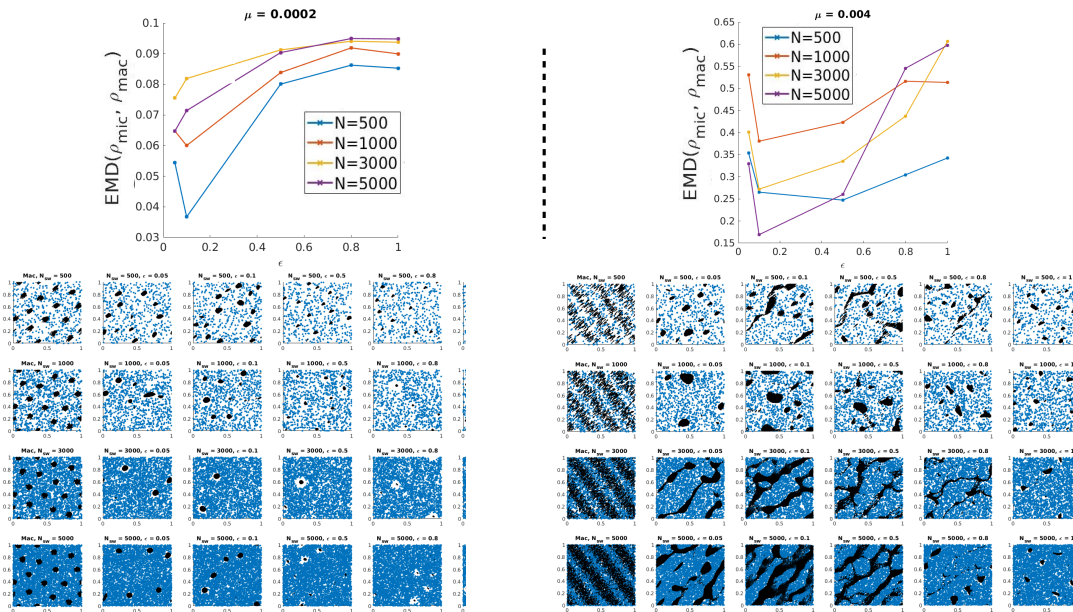 μ = 0.0002
0.1
0.09
0.08
0.07
0.06
0.05
0.04
0.03
EMD(ρmic, ρmac)
N=500
N=1000
N=3000
N=5000
0 0.2 0.4 0.6 0.8 1
ϵ
μ = 0.004
0.65
0.6
0.55
0.5
0.45
0.4
0.35
0.3
0.25
0.2
0.15
EMD(ρmic, ρmac)
N=500
N=1000
N=3000
N=5000
0 0.2 0.4 0.6 0.8 1
ϵ
Mac, Nsw = 500
Nsw = 500, ϵ = 0.05
Nsw = 500, ϵ = 0.1
Nsw = 500, ϵ = 0.5
Nsw = 500, ϵ = 0.8
Mac, Nsw = 1000
Nsw = 1000, ϵ = 0.05
Nsw = 1000, ϵ = 0.1
Nsw = 1000, ϵ = 0.5
Nsw = 1000, ϵ = 0.8
Mac, Nsw = 3000
Nsw = 3000, ϵ = 0.05
Nsw = 3000, ϵ = 0.1
Nsw = 3000, ϵ = 0.5
Nsw = 3000, ϵ = 0.8
Mac, Nsw = 5000
Nsw = 5000, ϵ = 0.05
Nsw = 5000, ϵ = 0.1
Nsw = 5000, ϵ = 0.5
Nsw = 5000, ϵ = 0.8
Mac, Nsw = 500
Nsw = 500, ϵ = 0.05
Nsw = 500, ϵ = 0.1
Nsw = 500, ϵ = 0.5
Nsw = 500, ϵ = 0.8
Nsw = 500, ϵ = 1
Mac, Nsw = 1000
Nsw = 1000, ϵ = 0.05
Nsw = 1000, ϵ = 0.1
Nsw = 1000, ϵ = 0.5
Nsw = 1000, ϵ = 0.8
Nsw = 1000, ϵ = 1
Mac, Nsw = 3000
Nsw = 3000, ϵ = 0.05
Nsw = 3000, ϵ = 0.1
Nsw = 3000, ϵ = 0.5
Nsw = 3000, ϵ = 0.8
Nsw = 3000, ϵ = 1
Mac, Nsw = 5000
Nsw = 5000, ϵ = 0.05
Nsw = 5000, ϵ = 0.1
Nsw = 5000, ϵ = 0.5
Nsw = 5000, ϵ = 0.8
Nsw = 5000, ϵ = 1